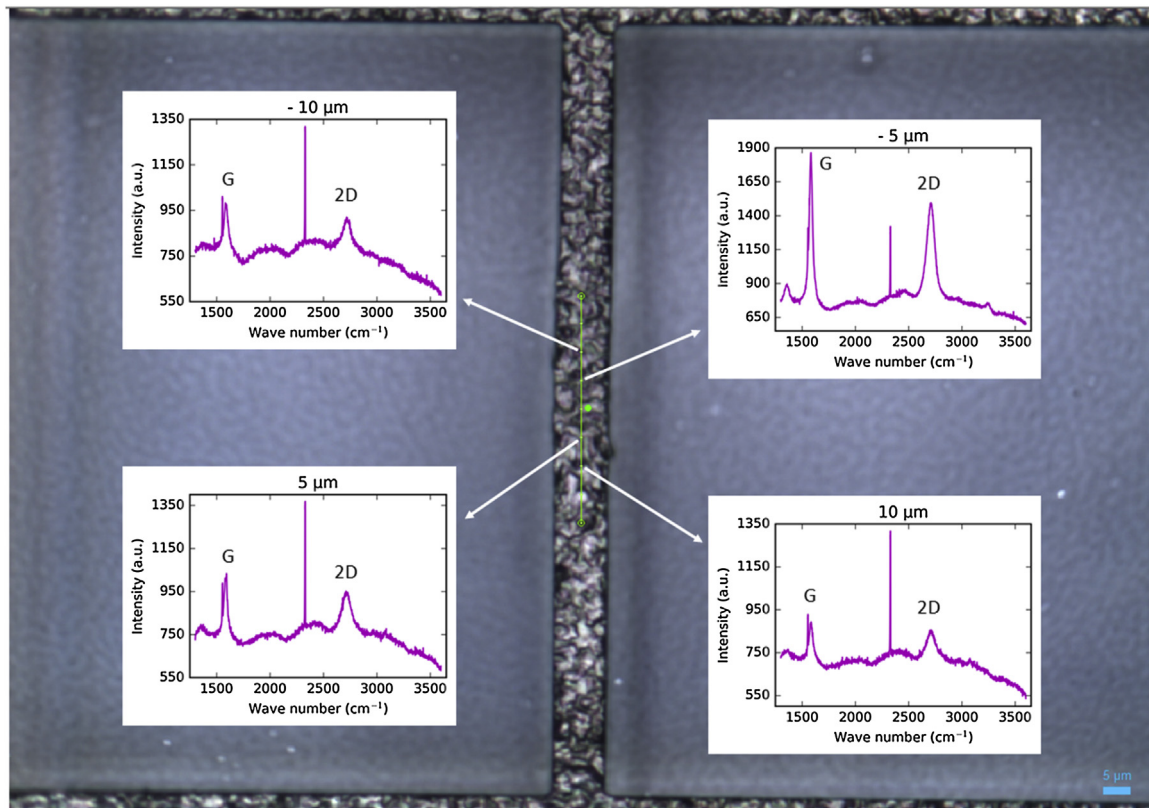 - 10 µm
1350
1150
950
750
550
Intensity (a.u.)
G
2D
1500 2000 2500 3000 3500
Wave number (cm⁻¹)
- 5 µm
1900
1650
1400
1150
900
650
Intensity (a.u.)
G
2D
1500 2000 2500 3000 3500
Wave number (cm⁻¹)
5 µm
1350
1150
950
750
550
Intensity (a.u.)
G
2D
1500 2000 2500 3000 3500
Wave number (cm⁻¹)
10 µm
1350
1150
950
750
550
Intensity (a.u.)
G
2D
1500 2000 2500 3000 3500
Wave number (cm⁻¹)
5 µm